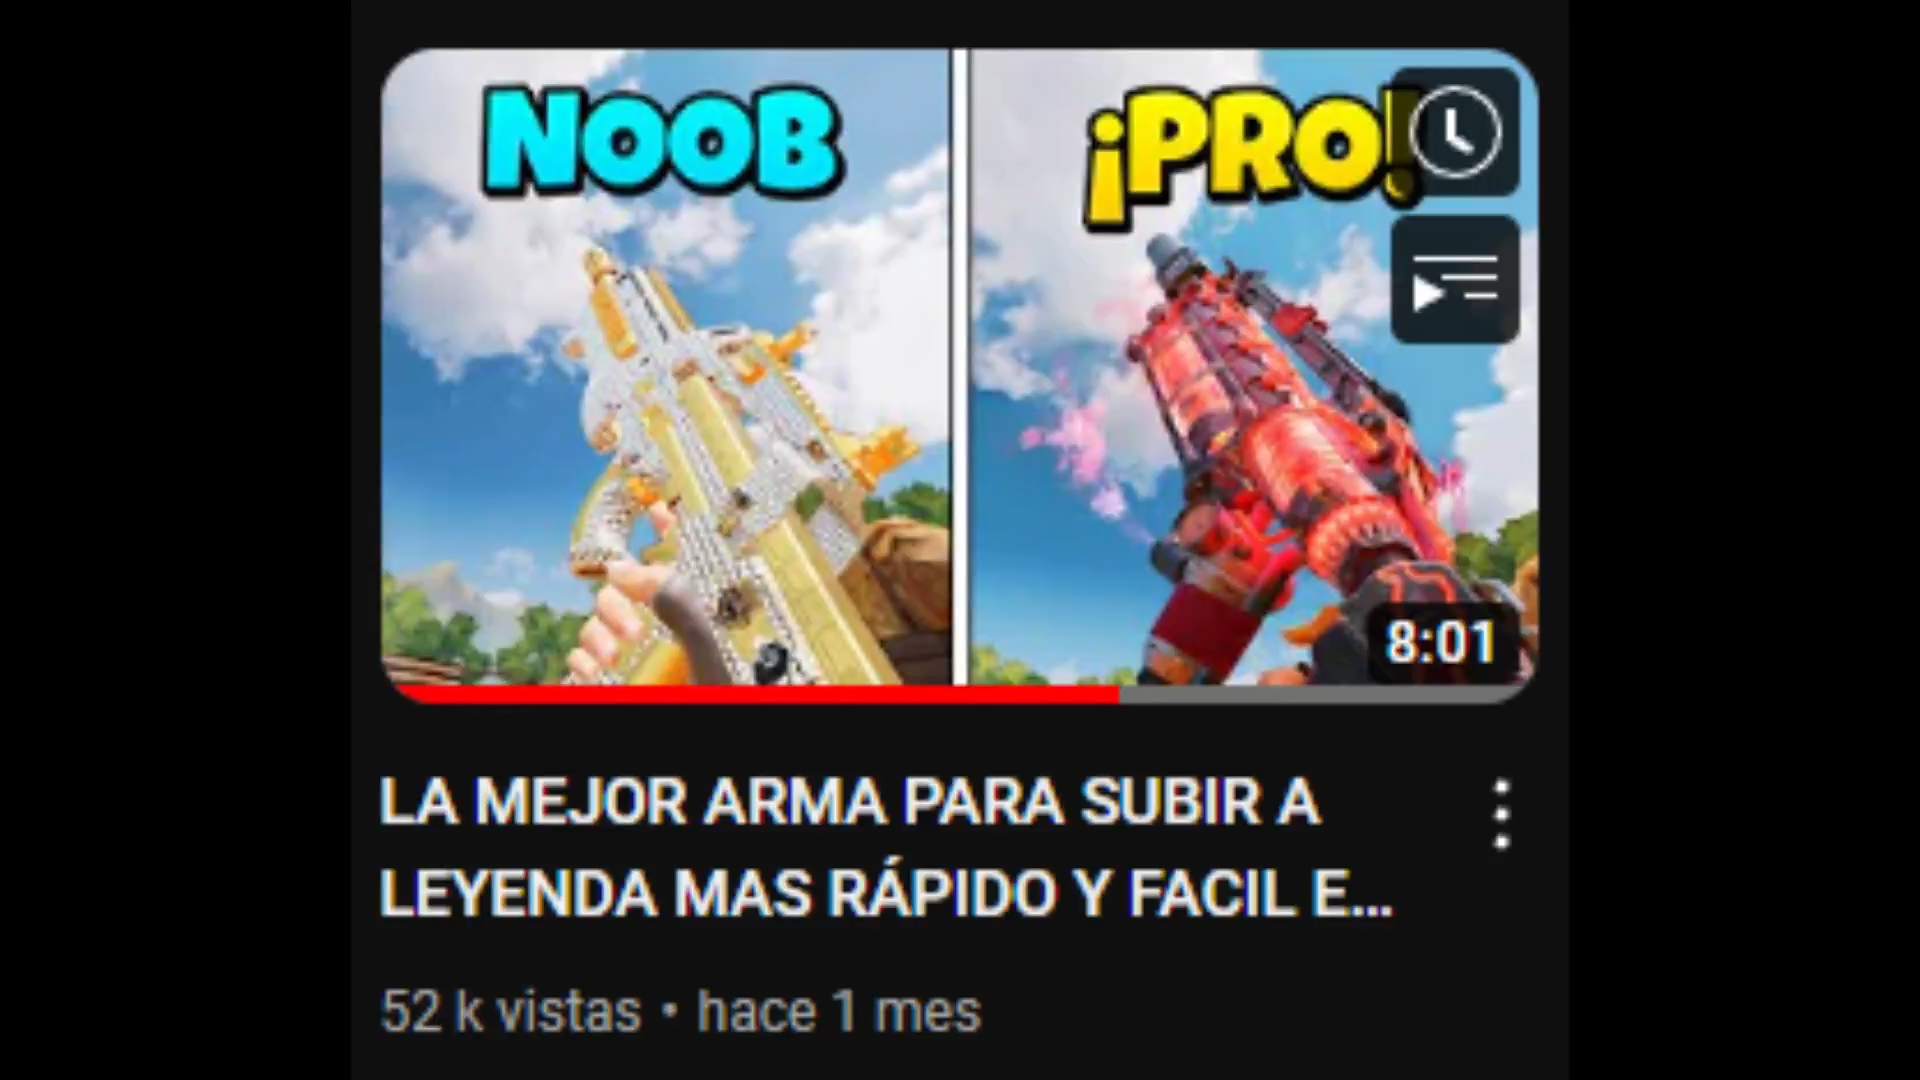 NOOB
¡PRO!
8:01
LA MEJOR ARMA PARA SUBIR A
LEYENDA MAS RÁPIDO Y FACIL E...
52 k vistas • hace 1 mes